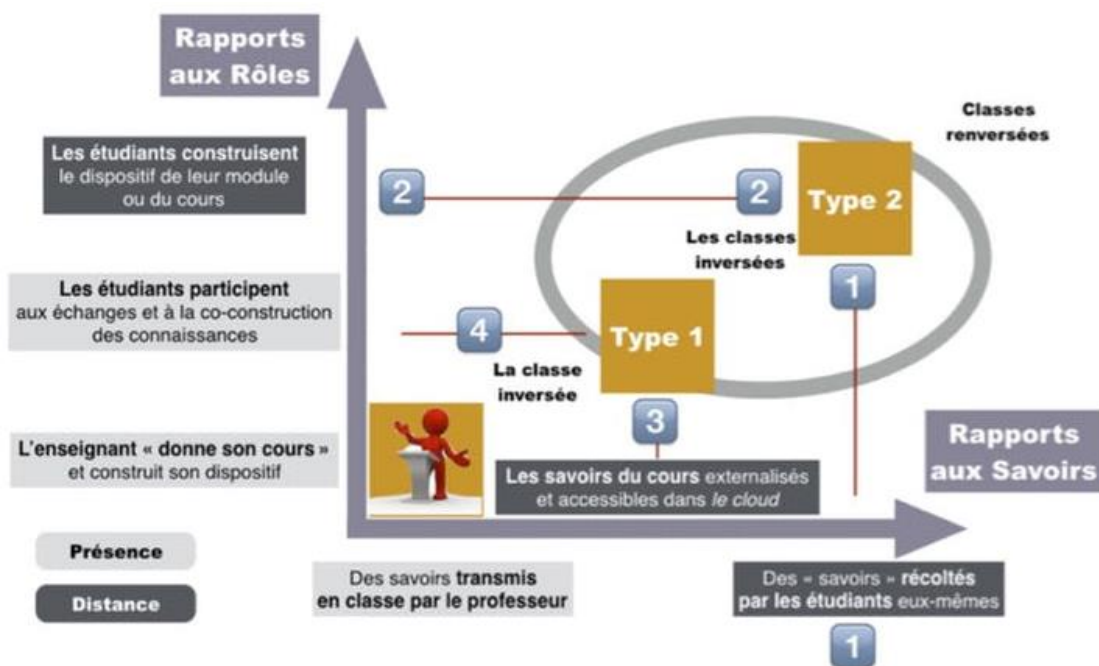 Rapports
aux Rôles
Classes
renversées
Les étudiants construisent
le dispositif de leur module
ou du cours
2
2
Type 2
Les classes
inversées
1
Les étudiants participent
aux échanges et à la co-construction
des connaissances
4
Type 1
La classe
inversée
3
Rapports
aux Savoirs
L'enseignant « donne son cours »
et construit son dispositif
Les savoirs du cours externalisés
et accessibles dans le cloud
Présence
Distance
Des savoirs transmis
en classe par le professeur
Des « savoirs » récoltés
par les étudiants eux-mêmes
1